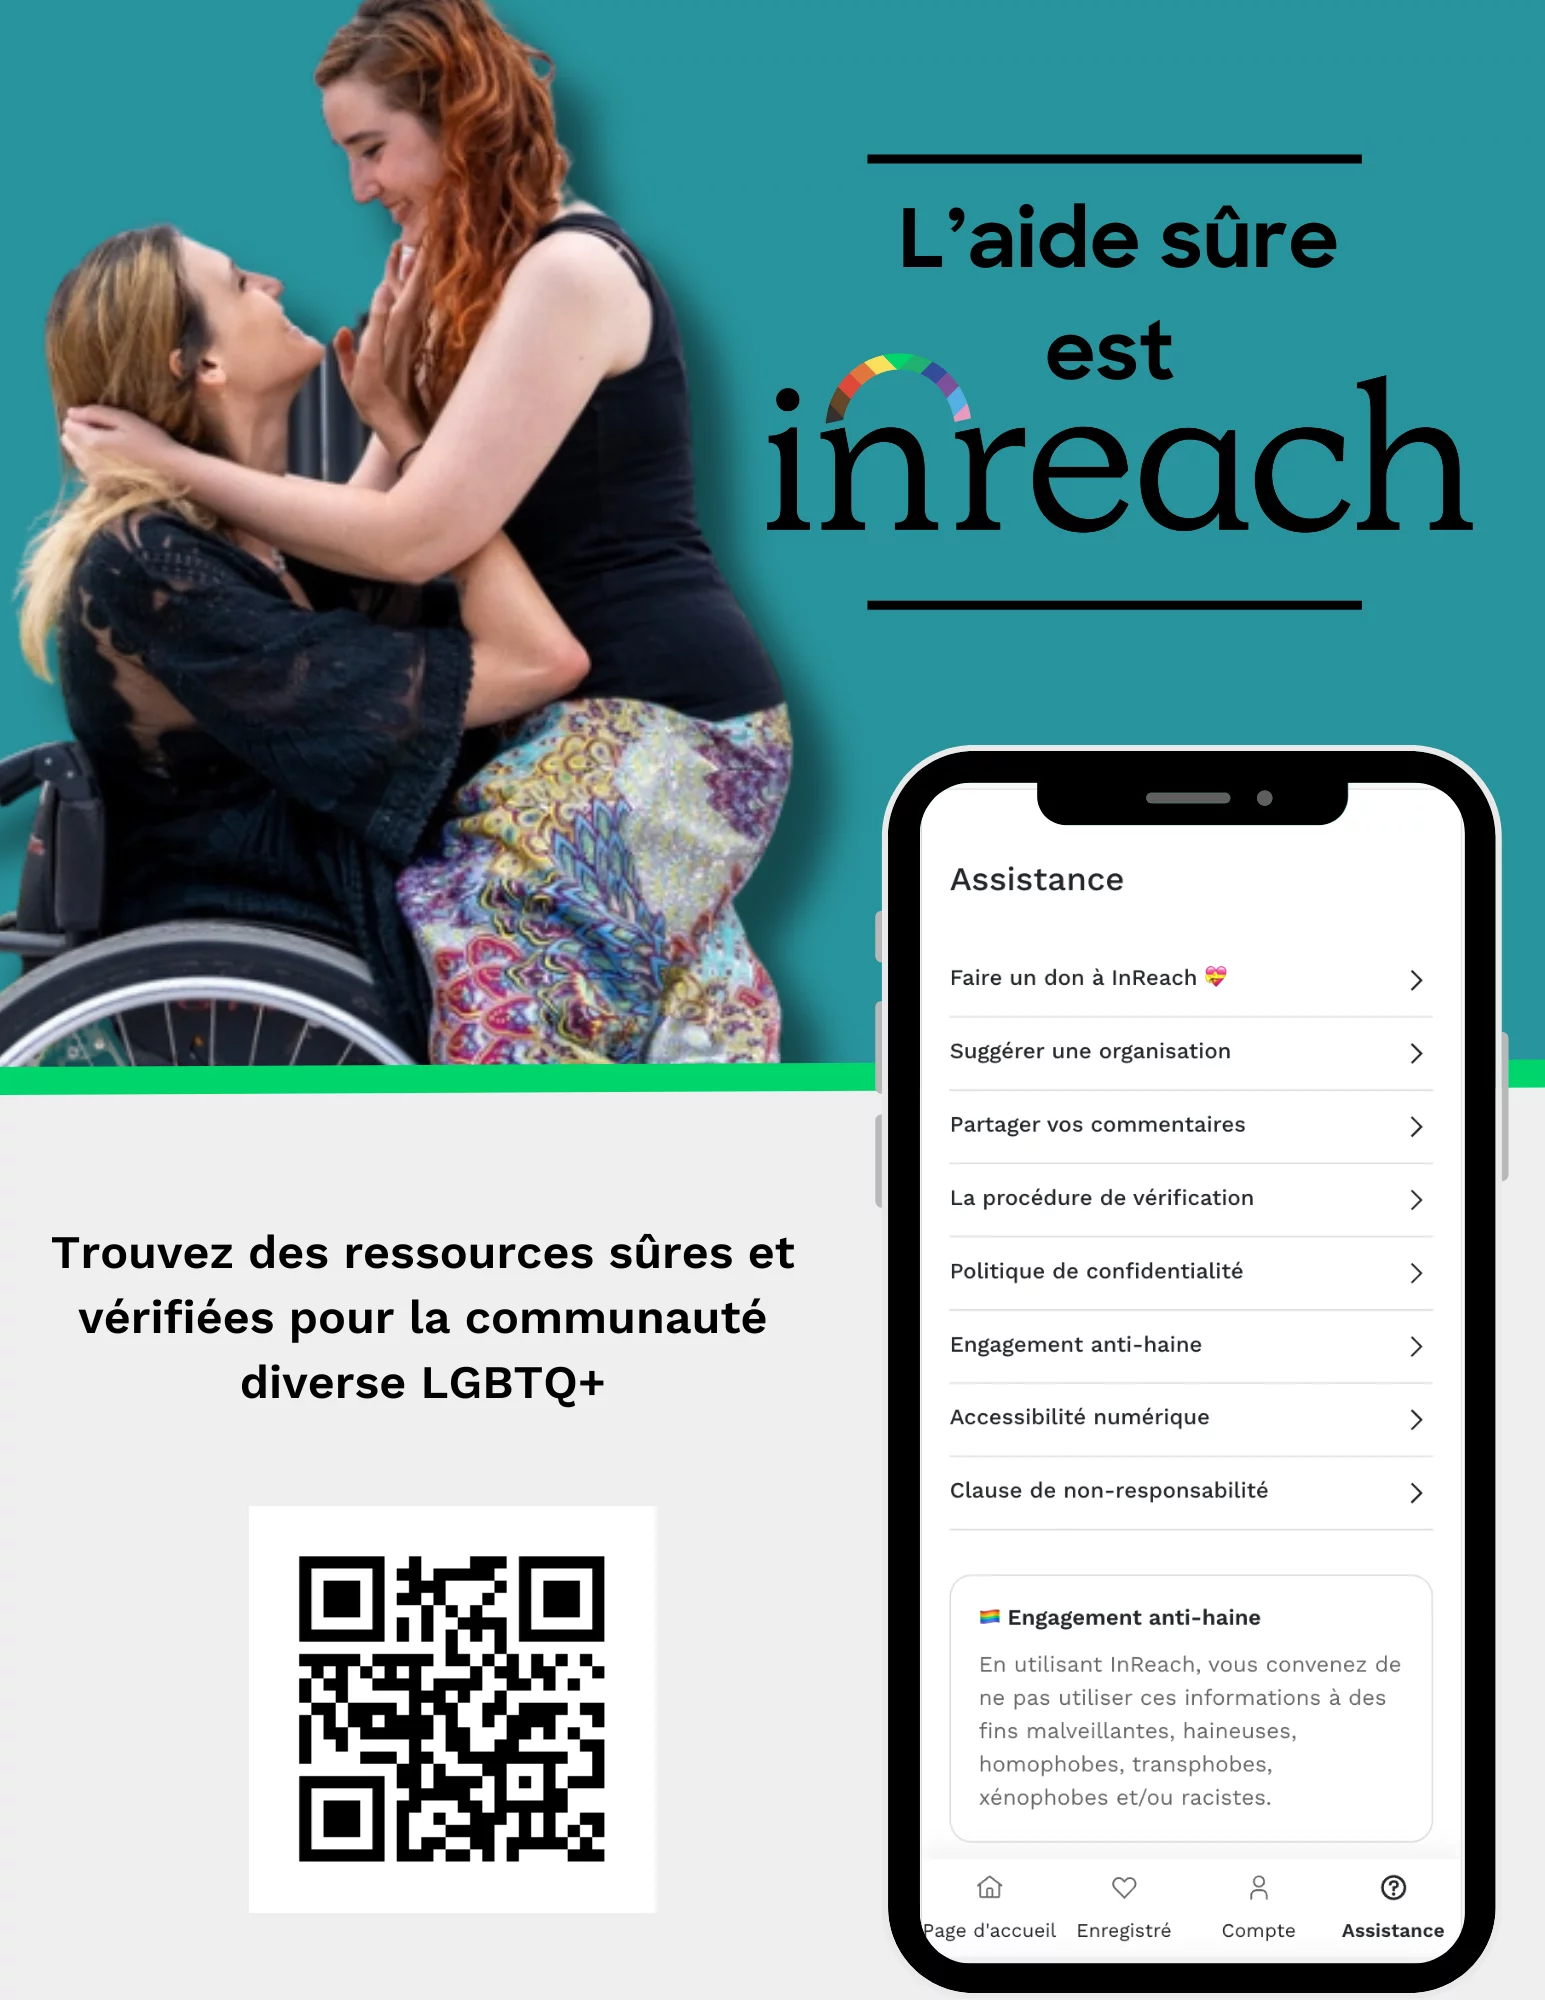 L’aide sûre
est
inreach
Assistance
Faire un don à InReach 💝
Suggérer une organisation
Partager vos commentaires
La procédure de vérification
Politique de confidentialité
Engagement anti-haine
Accessibilité numérique
Clause de non-responsabilité
🏳️‍🌈 Engagement anti-haine
En utilisant InReach, vous convenez de
ne pas utiliser ces informations à des
fins malveillantes, haineuses,
homophobes, transphobes,
xénophobes et/ou racistes.
Page d'accueil Enregistré Compte Assistance
Trouvez des ressources sûres et
vérifiées pour la communauté
diverse LGBTQ+